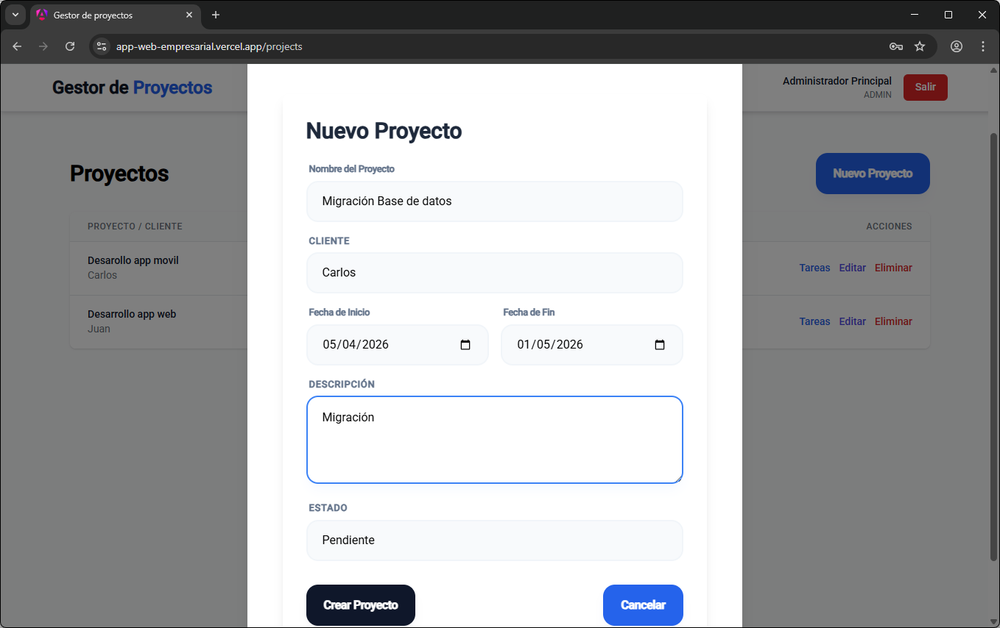 Gestor de proyectos
app-web-empresarial.vercel.app/projects
Gestor de Proyectos
Administrador Principal
ADMIN
Salir
Proyectos
Nuevo Proyecto
PROYECTO / CLIENTE
ACCIONES
Desarollo app movil
Carlos
Tareas Editar Eliminar
Desarrollo app web
Juan
Tareas Editar Eliminar
Nuevo Proyecto
Nombre del Proyecto
Migración Base de datos
CLIENTE
Carlos
Fecha de Inicio Fecha de Fin
05/04/2026 01/05/2026
DESCRIPCIÓN
Migración
ESTADO
Pendiente
Crear Proyecto Cancelar